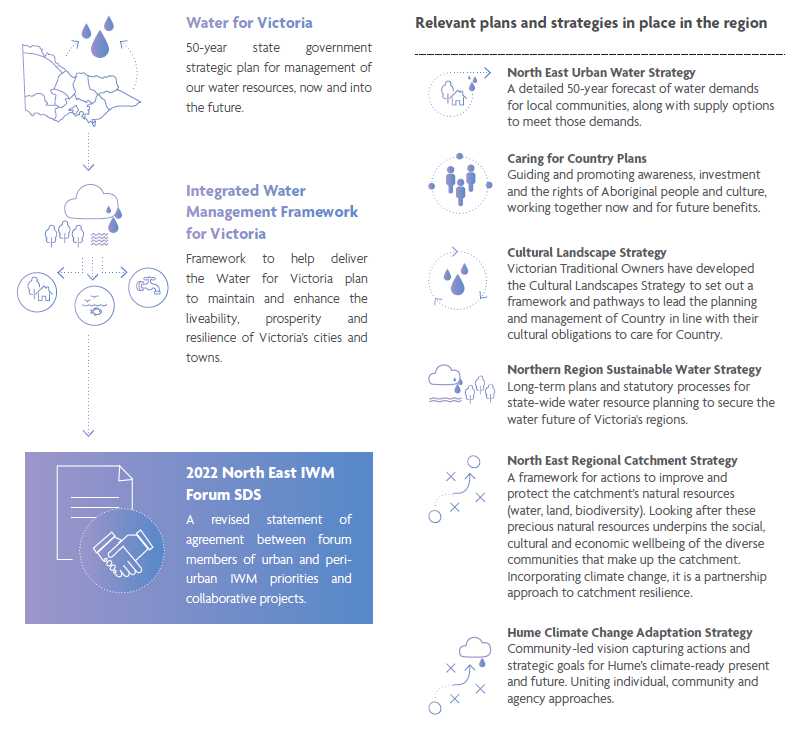 Water for Victoria
50-year state government
strategic plan for management of
our water resources, now and into
the future.
Integrated Water
Management Framework
for Victoria
Framework to help deliver
the Water for Victoria plan
to maintain and enhance the
liveability, prosperity and
resilience of Victoria's cities and
towns.
2022 North East IWM
Forum SDS
A revised statement of
agreement between forum
members of urban and peri-
urban IWM priorities and
collaborative projects.
Relevant plans and strategies in place in the region
North East Urban Water Strategy
A detailed 50-year forecast of water demands
for local communities, along with supply options
to meet those demands.
Caring for Country Plans
Guiding and promoting awareness, investment
and the rights of Aboriginal people and culture,
working together now and for future benefits.
Cultural Landscape Strategy
Victorian Traditional Owners have developed
the Cultural Landscapes Strategy to set out a
framework and pathways to lead the planning
and management of Country in line with their
cultural obligations to care for Country.
Northern Region Sustainable Water Strategy
Long-term plans and statutory processes for
state-wide water resource planning to secure the
water future of Victoria's regions.
North East Regional Catchment Strategy
A framework for actions to improve and
protect the catchment's natural resources
(water, land, biodiversity). Looking after these
precious natural resources underpins the social,
cultural and economic wellbeing of the diverse
communities that make up the catchment.
Incorporating climate change, it is a partnership
approach to catchment resilience.
Hume Climate Change Adaptation Strategy
Community-led vision capturing actions and
strategic goals for Hume's climate-ready present
and future. Uniting individual, community and
agency approaches.